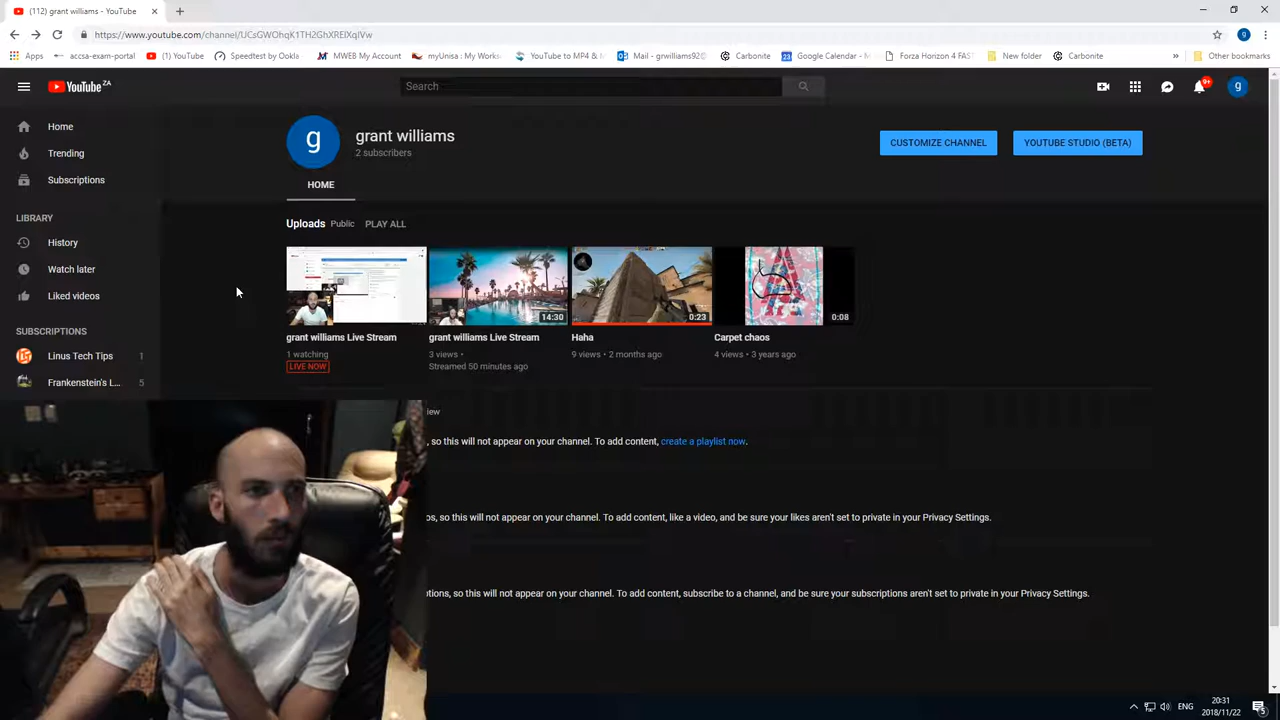 (112) grant williams - YouTube
https://www.youtube.com/channel/UCsGWOhqK1TH2GhXREIXqIVw
Apps accsa-exam-portal (1) YouTube Speedtest by Ookla MWEB My Account myUnisa : My Works YouTube to MP4 & M Mail - grwilliams92@ Carbonite Google Calendar - N Forza Horizon 4 FAS New folder Carbonite » Other bookmarks
YouTube ZA
Search
9+
g
Home
Trending
Subscriptions
LIBRARY
History
Watch later
Liked videos
SUBSCRIPTIONS
Linus Tech Tips 1
Frankenstein's L... 5
g
grant williams
2 subscribers
CUSTOMIZE CHANNEL
YOUTUBE STUDIO (BETA)
HOME
Uploads Public PLAY ALL
14:30
0:23
0:08
grant williams Live Stream
1 watching
LIVE NOW
grant williams Live Stream
3 views •
Streamed 50 minutes ago
Haha
9 views • 2 months ago
Carpet chaos
4 views • 3 years ago
iew
, so this will not appear on your channel. To add content, create a playlist now.
os, so this will not appear on your channel. To add content, like a video, and be sure your likes aren't set to private in your Privacy Settings.
ptions, so this will not appear on your channel. To add content, subscribe to a channel, and be sure your subscriptions aren't set to private in your Privacy Settings.
ENG
20:31
2018/11/22
5